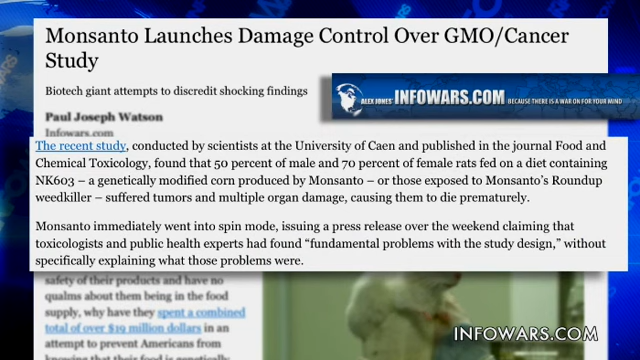 Monsanto Launches Damage Control Over GMO/Cancer
Study
Biotech giant attempts to discredit shocking findings
ALEX JONES' INFOWARS.COM BECAUSE THERE IS A WAR ON FOR YOUR MIND
Paul Joseph Watson
Infowars.com
The recent study, conducted by scientists at the University of Caen and published in the journal Food and
Chemical Toxicology, found that 50 percent of male and 70 percent of female rats fed on a diet containing
NK603 – a genetically modified corn produced by Monsanto – or those exposed to Monsanto's Roundup
weedkiller – suffered tumors and multiple organ damage, causing them to die prematurely.
Monsanto immediately went into spin mode, issuing a press release over the weekend claiming that
toxicologists and public health experts had found “fundamental problems with the study design,” without
specifically explaining what those problems were.
safety of their products and have no
qualms about them being in the food
supply, why have they spent a combined
total of over $19 million dollars in an
attempt to prevent Americans from
knowing that their food is genetically
INFOWARS.COM